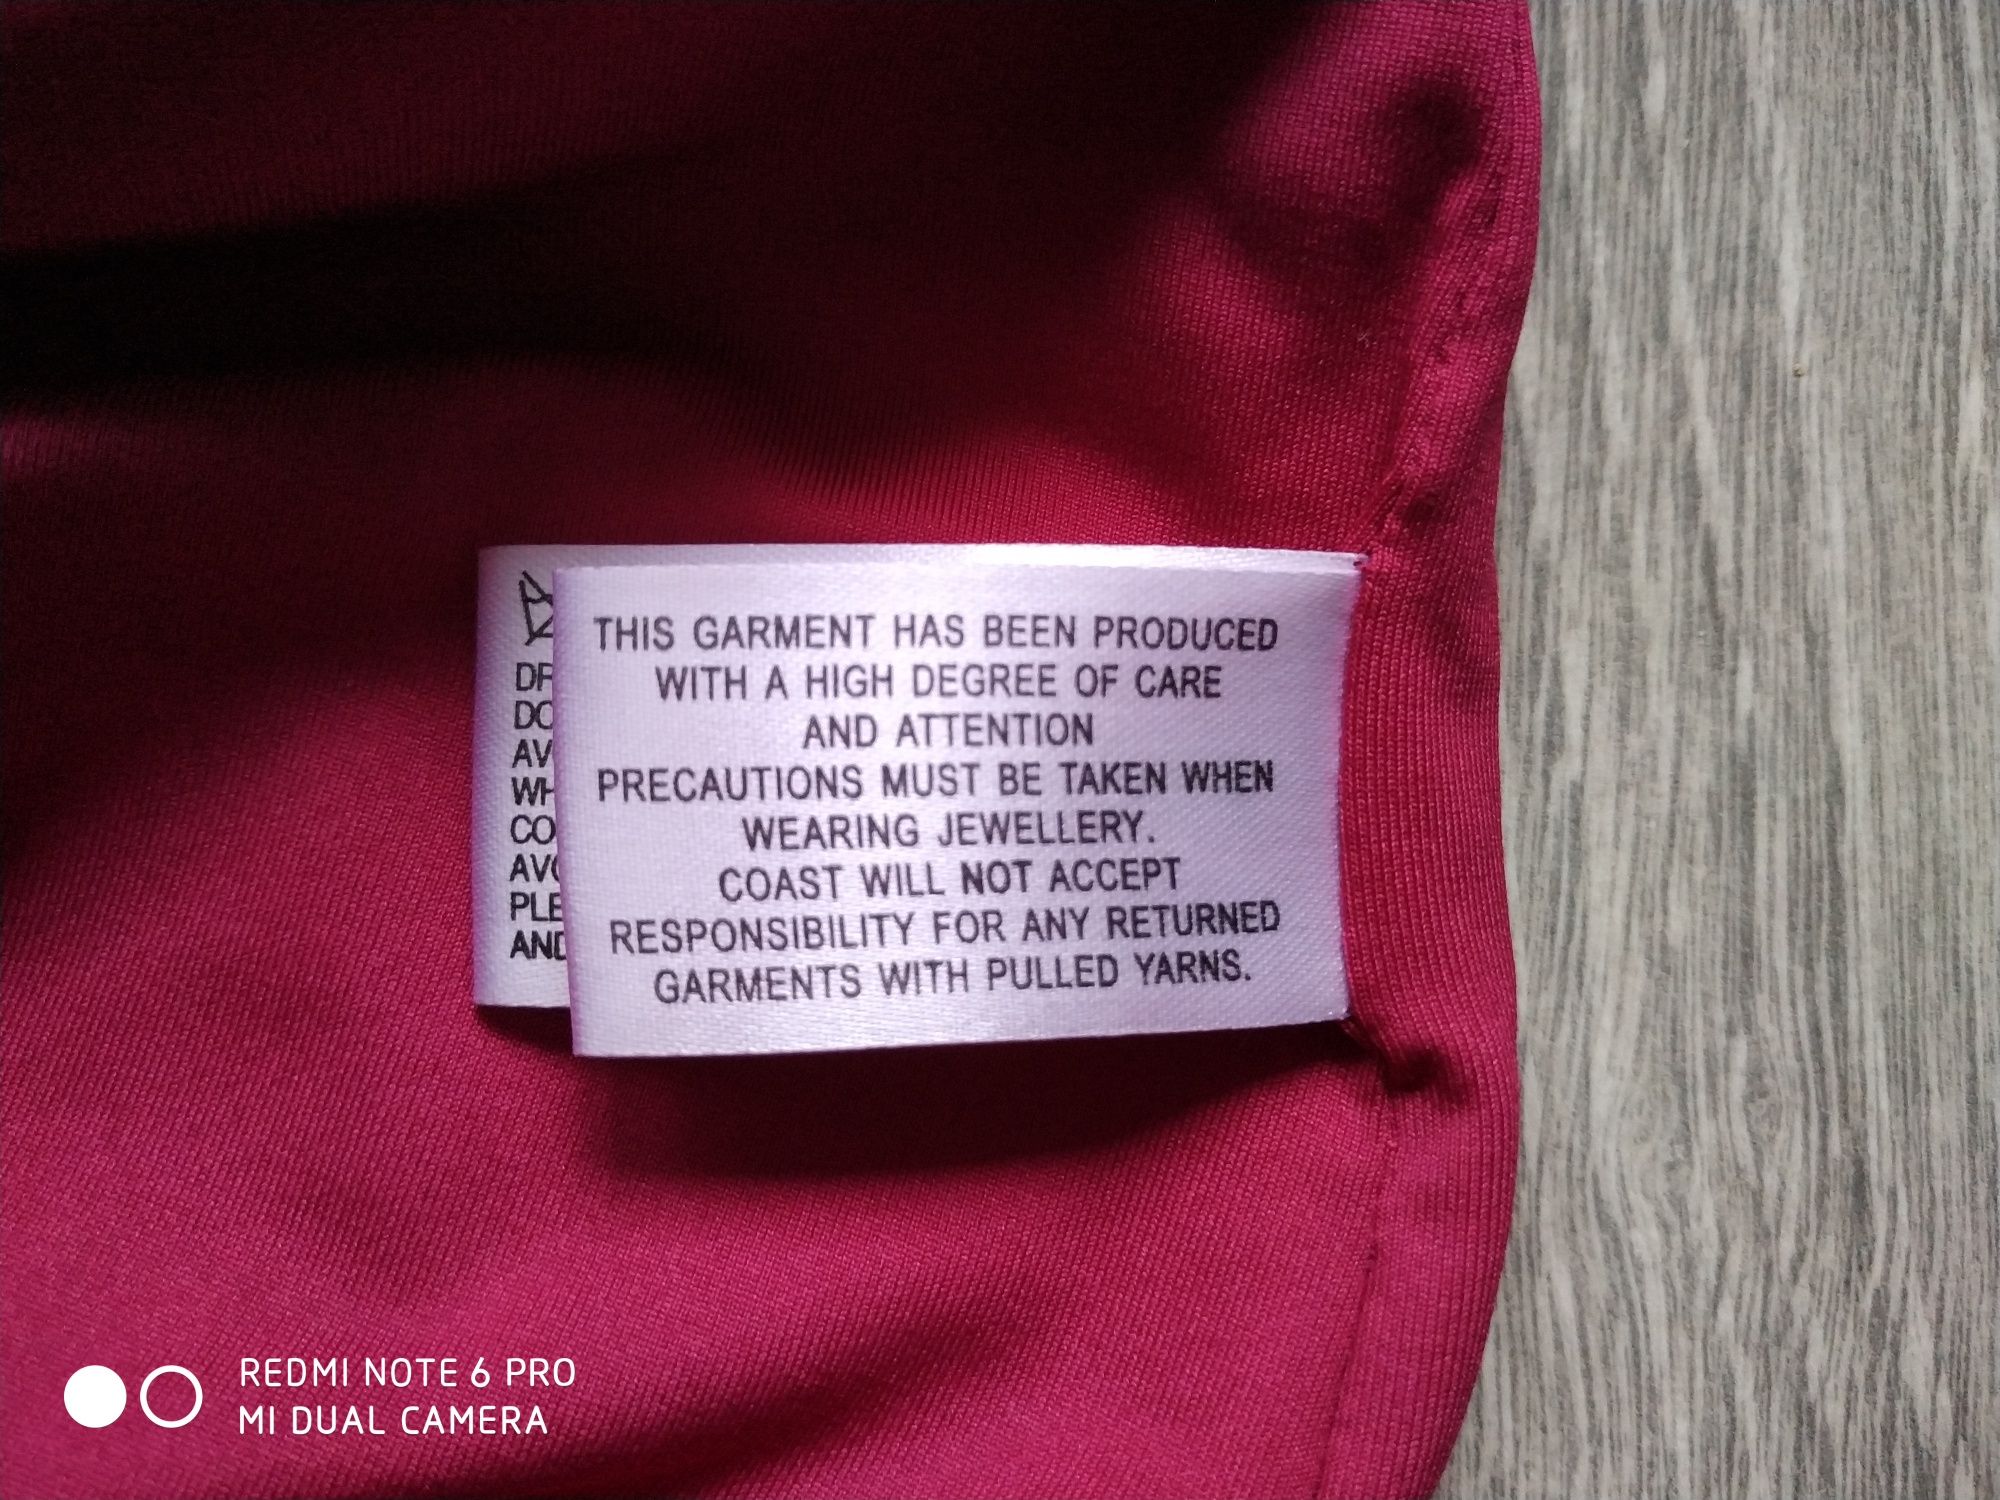 THIS GARMENT HAS BEEN PRODUCED
WITH A HIGH DEGREE OF CARE
AND ATTENTION
PRECAUTIONS MUST BE TAKEN WHEN
WEARING JEWELLERY.
COAST WILL NOT ACCEPT
RESPONSIBILITY FOR ANY RETURNED
GARMENTS WITH PULLED YARNS.
REDMI NOTE 6 PRO
MI DUAL CAMERA